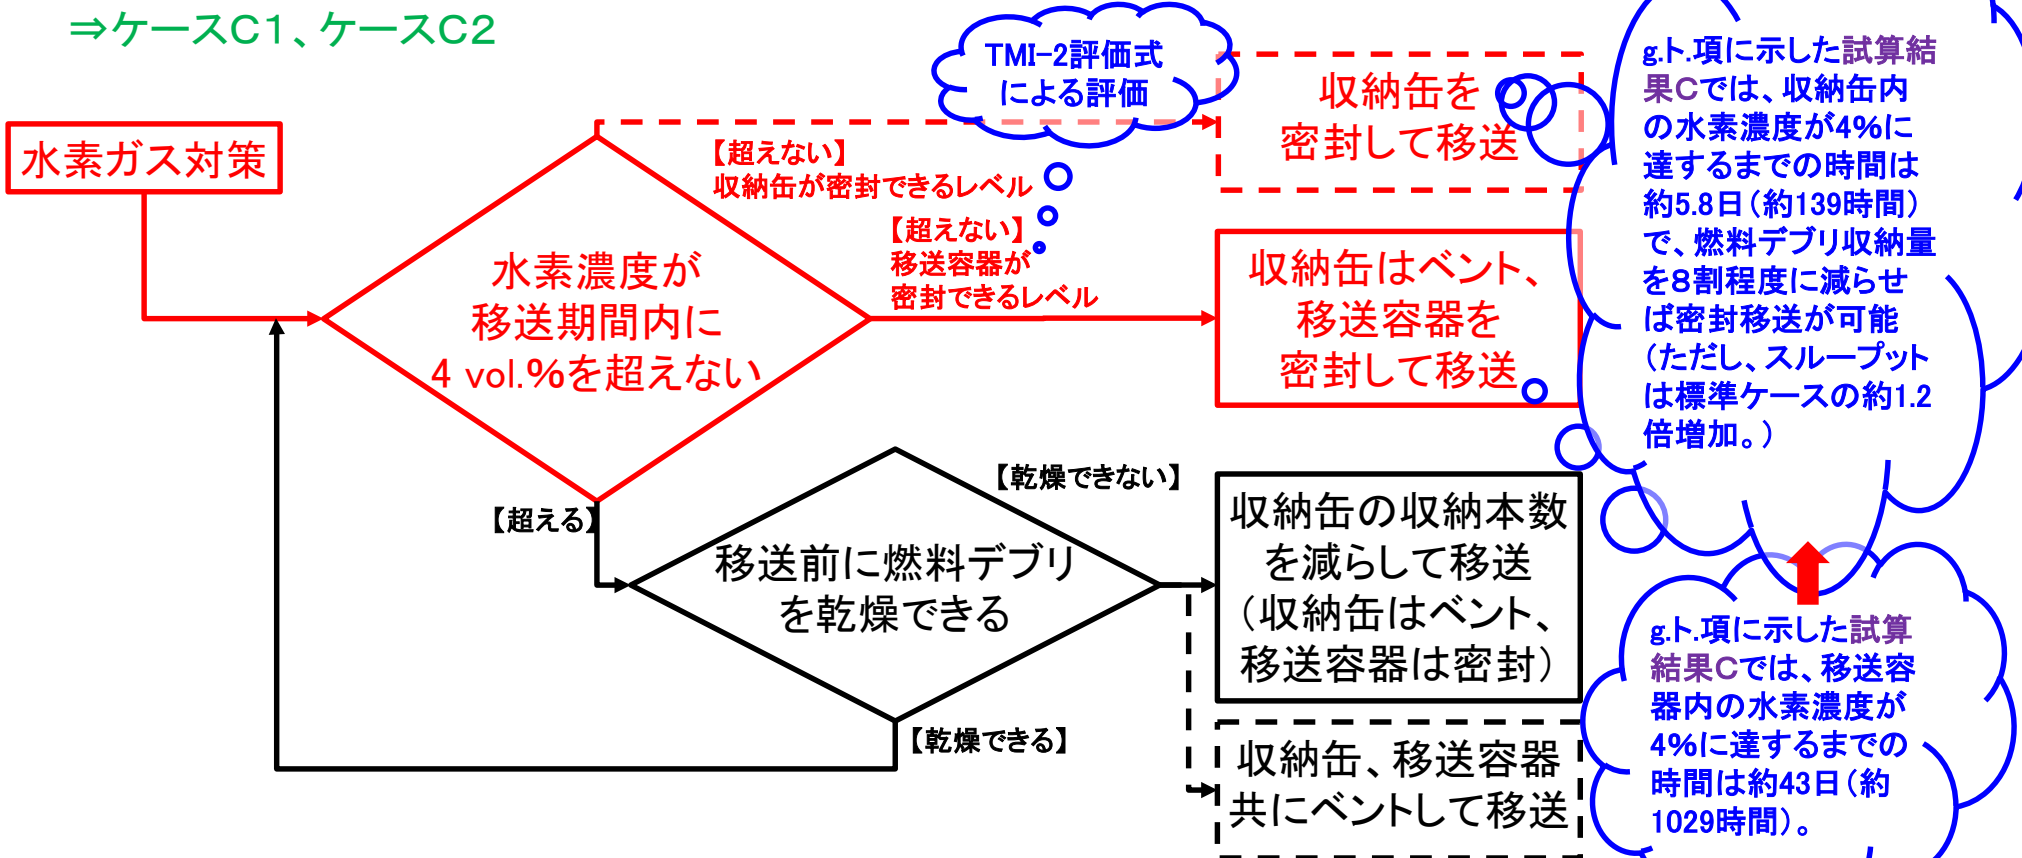 ⇒ケースC1、ケースC2
水素ガス対策
水素濃度が
移送期間内に
4 vol.%を超えない
【超えない】
収納缶が密封できるレベル
【超えない】
移送容器が
密封できるレベル
TMI-2評価式
による評価
収納缶を
密封して移送
収納缶はベント、
移送容器を
密封して移送
g.ト.項に示した試算結
果Cでは、収納缶内
の水素濃度が4%に
達するまでの時間は
約5.8日(約139時間)
で、燃料デブリ収納量
を8割程度に減らせ
ば密封移送が可能
(ただし、スループット
は標準ケースの約1.2
倍増加。)
【超える】
移送前に燃料デブリ
を乾燥できる
【乾燥できない】
【乾燥できる】
収納缶の収納本数
を減らして移送
(収納缶はベント、
移送容器は密封)
収納缶、移送容器
共にベントして移送
g.ト.項に示した試算
結果Cでは、移送容
器内の水素濃度が
4%に達するまでの
時間は約43日(約
1029時間)。